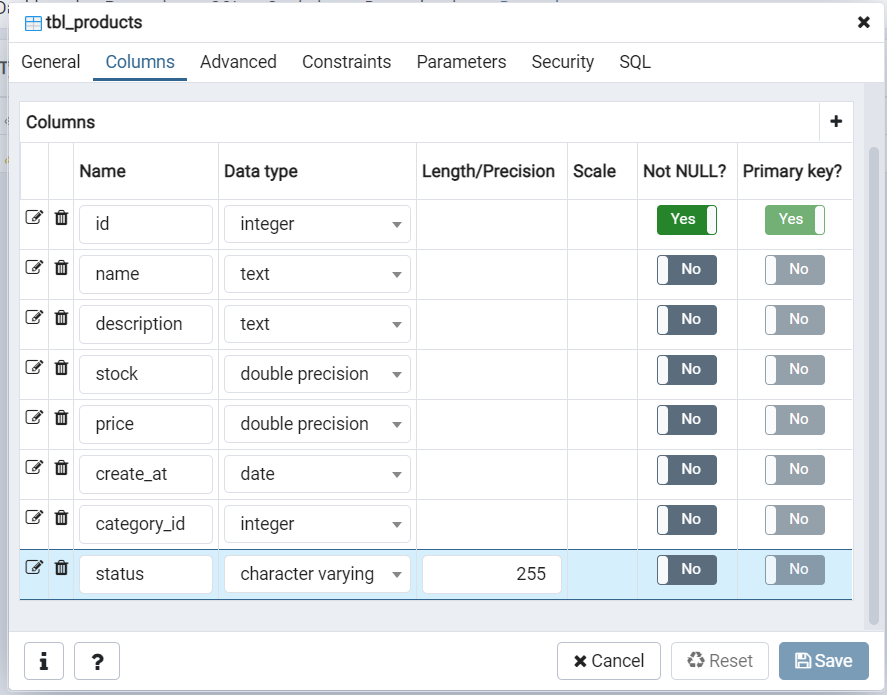 tbl_products
General Columns Advanced Constraints Parameters Security SQL
Columns
Name Data type Length/Precision Scale Not NULL? Primary key?
id integer Yes Yes
name text No No
description text No No
stock double precision No No
price double precision No No
create_at date No No
category_id integer No No
status character varying 255 No No
Cancel Reset Save